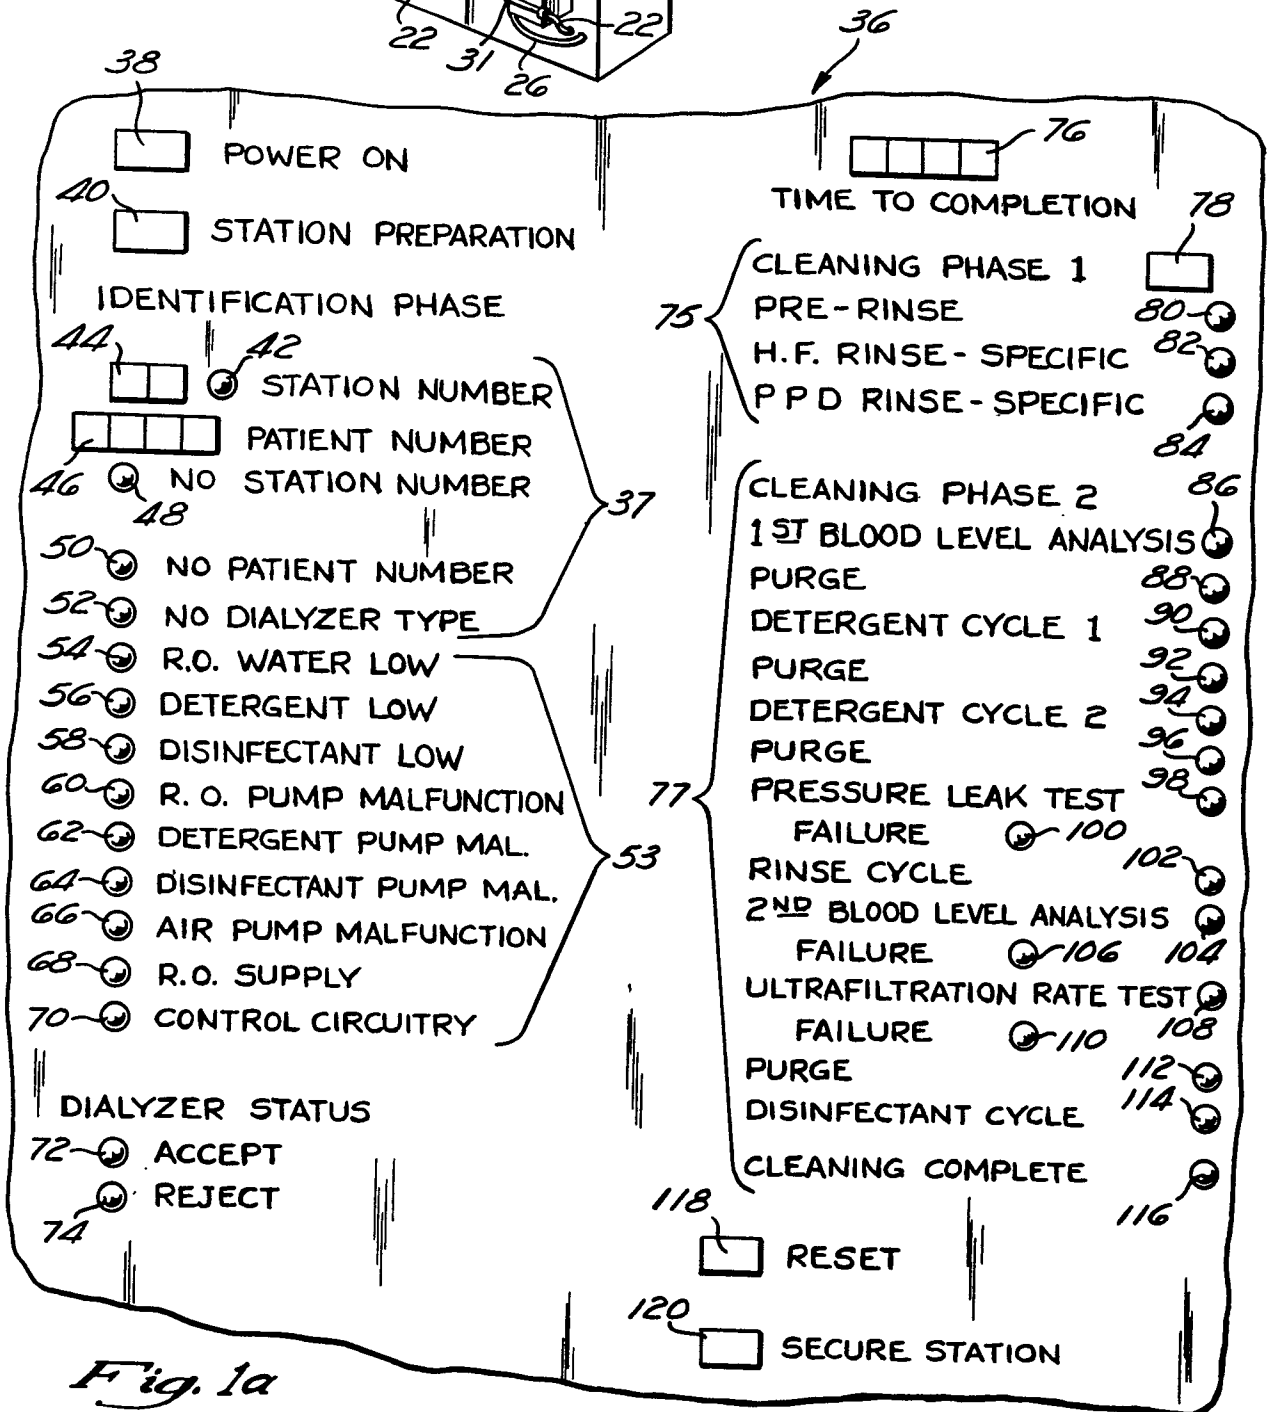 22
31
26
22
36
38
POWER ON
76
40
STATION PREPARATION
TIME TO COMPLETION
78
IDENTIFICATION PHASE
44
42
STATION NUMBER
PATIENT NUMBER
46
NO STATION NUMBER
48
37
50
NO PATIENT NUMBER
52
NO DIALYZER TYPE
54
R.O. WATER LOW
56
DETERGENT LOW
58
DISINFECTANT LOW
60
R. O. PUMP MALFUNCTION
62
DETERGENT PUMP MAL.
53
64
DISINFECTANT PUMP MAL.
66
AIR PUMP MALFUNCTION
68
R.O. SUPPLY
70
CONTROL CIRCUITRY
DIALYZER STATUS
72
ACCEPT
REJECT
74
75
CLEANING PHASE 1
PRE-RINSE
80
H.F. RINSE-SPECIFIC
82
PPD RINSE-SPECIFIC
84
CLEANING PHASE 2
86
1ST BLOOD LEVEL ANALYSIS
PURGE
88
DETERGENT CYCLE 1
90
PURGE
92
DETERGENT CYCLE 2
94
PURGE
96
77
PRESSURE LEAK TEST
98
FAILURE
100
RINSE CYCLE
102
2ND BLOOD LEVEL ANALYSIS
FAILURE
106
104
ULTRAFILTRATION RATE TEST
FAILURE
110
108
PURGE
112
DISINFECTANT CYCLE
114
CLEANING COMPLETE
116
118
RESET
120
SECURE STATION
Fig. 1a